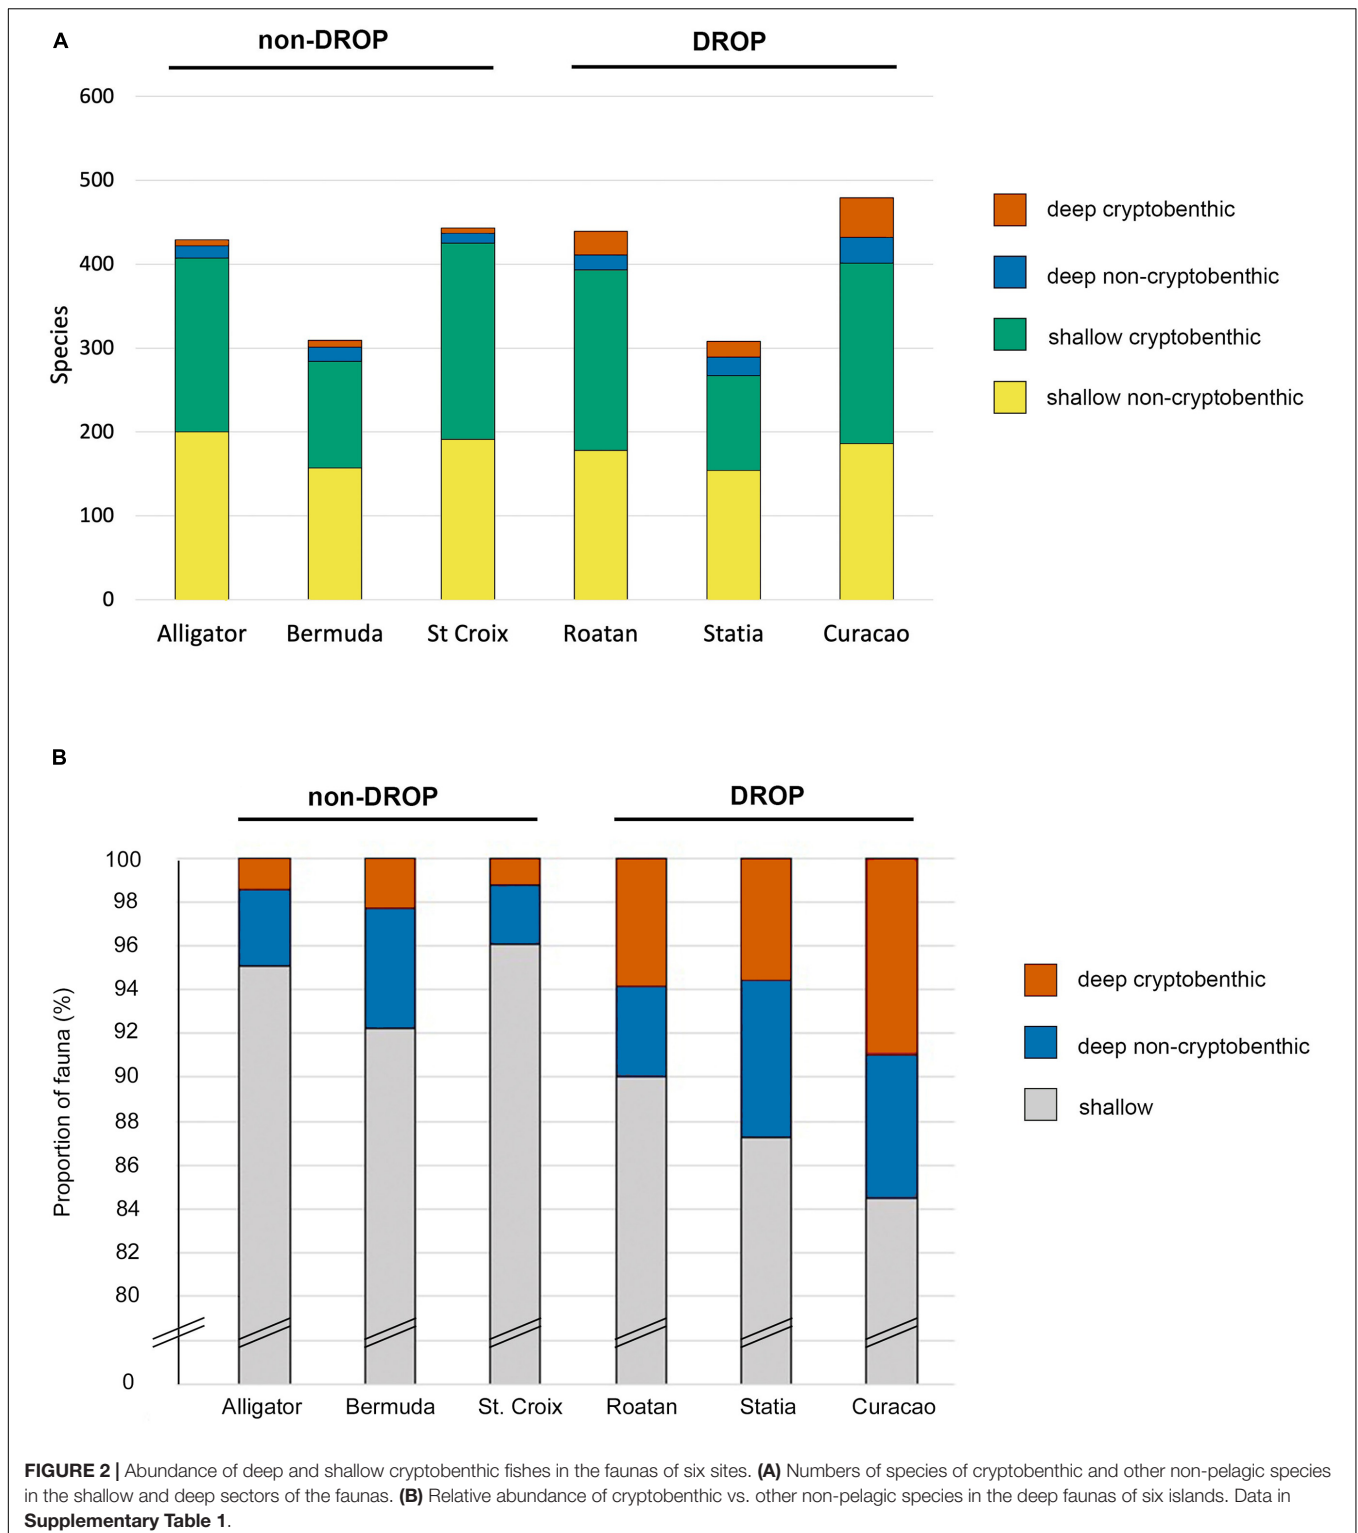 A
non-DROP
DROP
600
500
400
300
200
100
0
Species
Alligator
Bermuda
St Croix
Roatan
Statia
Curacao
deep cryptobenthic
deep non-cryptobenthic
shallow cryptobenthic
shallow non-cryptobenthic
B
non-DROP
DROP
100
98
96
94
92
90
88
86
84
82
80
0
Proportion of fauna (%)
Alligator
Bermuda
St. Croix
Roatan
Statia
Curacao
deep cryptobenthic
deep non-cryptobenthic
shallow
FIGURE 2 | Abundance of deep and shallow cryptobenthic fishes in the faunas of six sites. (A) Numbers of species of cryptobenthic and other non-pelagic species
in the shallow and deep sectors of the faunas. (B) Relative abundance of cryptobenthic vs. other non-pelagic species in the deep faunas of six islands. Data in
Supplementary Table 1.